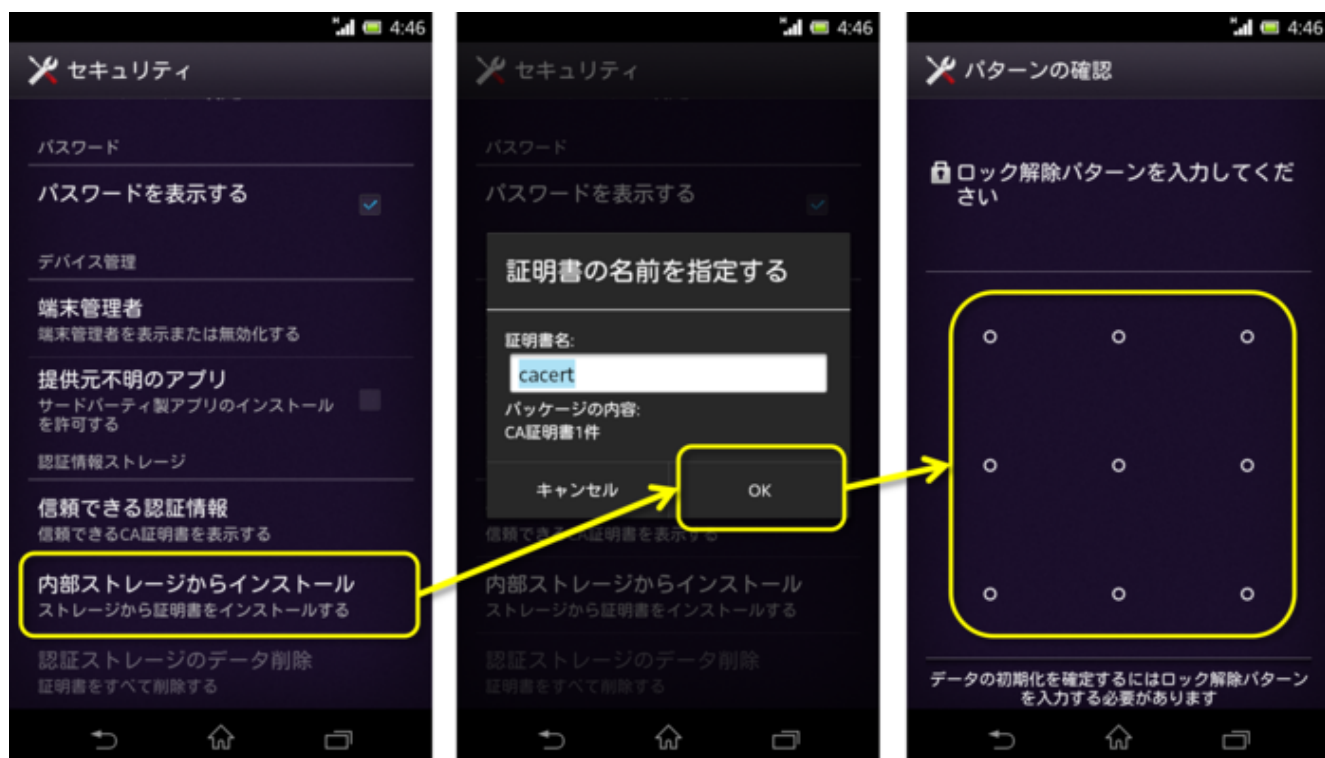 H 4:46
セキュリティ
パスワード
パスワードを表示する
デバイス管理
端末管理者
端末管理者を表示または無効化する
提供元不明のアプリ
サードパーティ製アプリのインストール
を許可する
認証情報ストレージ
信頼できる認証情報
信頼できるCA証明書を表示する
内部ストレージからインストール
ストレージから証明書をインストールする
認証ストレージのデータ削除
証明書をすべて削除する
H 4:46
セキュリティ
パスワード
パスワードを表示する
証明書の名前を指定する
証明書名:
cacert
パッケージの内容:
CA証明書1件
キャンセル OK
信頼できるCA証明書を表示する
内部ストレージからインストール
ストレージから証明書をインストールする
認証ストレージのデータ削除
証明書をすべて削除する
H 4:46
パターンの確認
ロック解除パターンを入力してくだ
さい
データの初期化を確定するにはロック解除パターン
を入力する必要があります